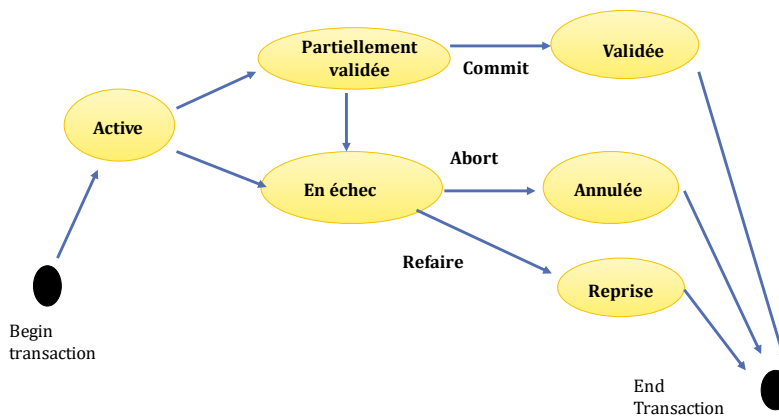 Partiellement
validée
Commit
Validée
Active
Abort
En échec
Annulée
Refaire
Reprise
Begin
transaction
End
Transaction